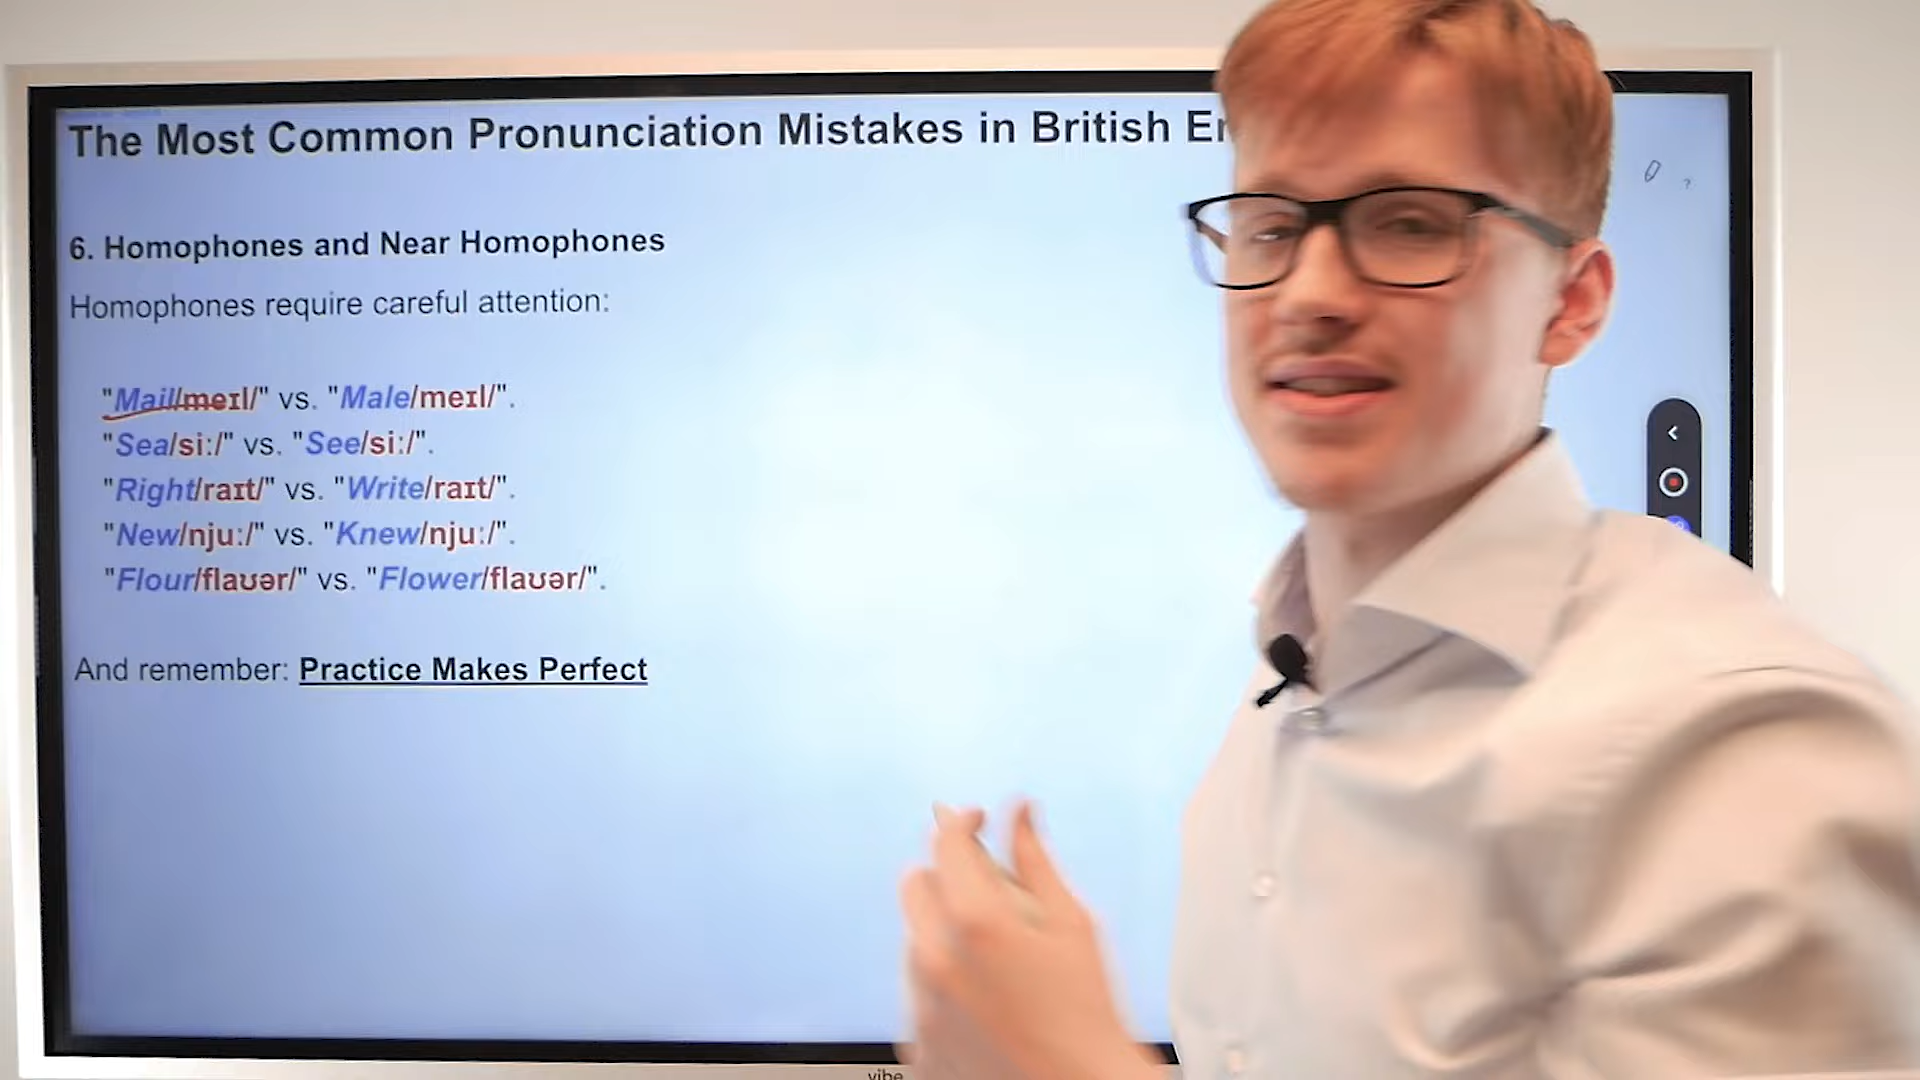 The Most Common Pronunciation Mistakes in British
6. Homophones and Near Homophones
Homophones require careful attention:
"Mail/meɪl/" vs. "Male/meɪl/".
"Sea/siː/" vs. "See/siː/".
"Right/raɪt/" vs. "Write/raɪt/".
"New/njuː/" vs. "Knew/njuː/".
"Flour/flaʊər/" vs. "Flower/flaʊər/".
And remember: Practice Makes Perfect
vibe